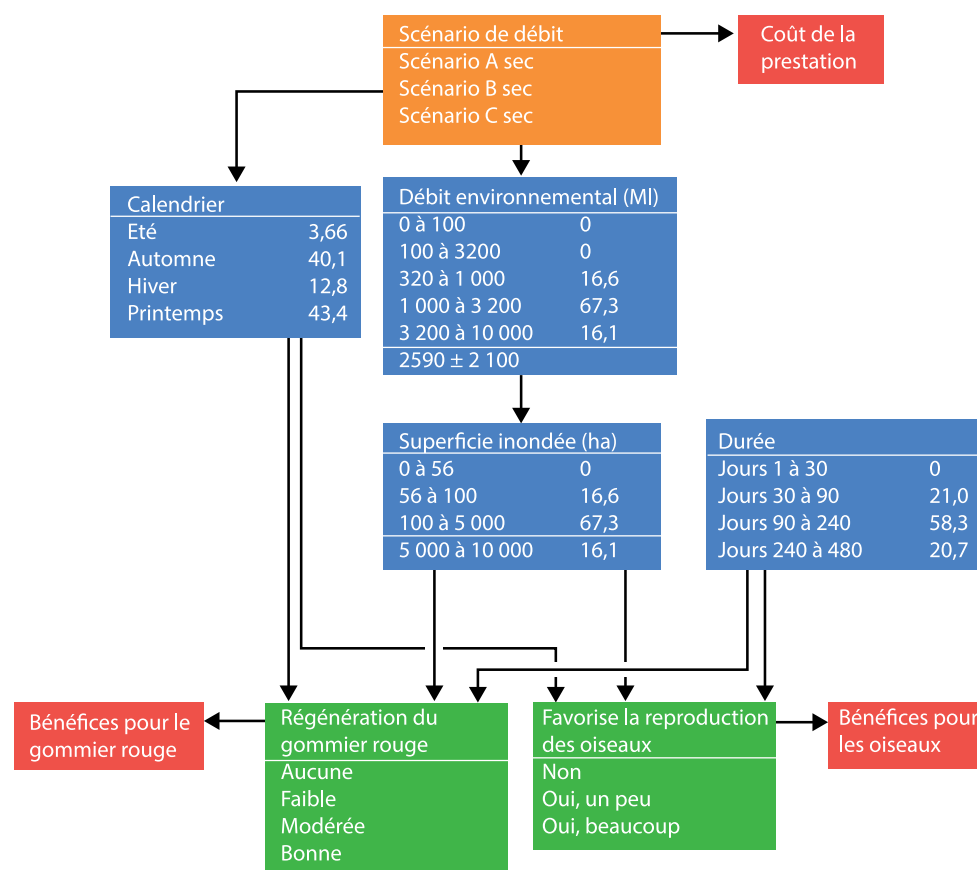 Scénario de débit
Scénario A sec
Scénario B sec
Scénario C sec
Coût de la
prestation
Calendrier
Eté 3,66
Automne 40,1
Hiver 12,8
Printemps 43,4
Débit environnemental (Ml)
0 à 100 0
100 à 3200 0
320 à 1 000 16,6
1 000 à 3 200 67,3
3 200 à 10 000 16,1
2590 ± 2 100
Superficie inondée (ha)
0 à 56 0
56 à 100 16,6
100 à 5 000 67,3
5 000 à 10 000 16,1
Durée
Jours 1 à 30 0
Jours 30 à 90 21,0
Jours 90 à 240 58,3
Jours 240 à 480 20,7
Bénéfices pour le
gommier rouge
Régénération du
gommier rouge
Aucune
Faible
Modérée
Bonne
Favorise la reproduction
des oiseaux
Non
Oui, un peu
Oui, beaucoup
Bénéfices pour
les oiseaux